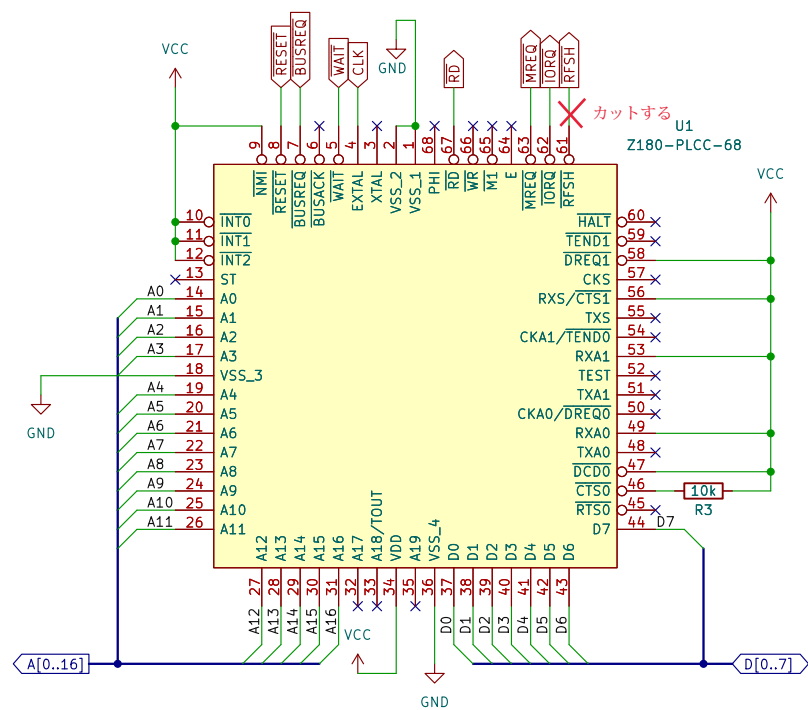 VCC
RESET
BUSREQ
WAIT
CLK
GND
RD
MREQ
IORQ
RFSH
カットする
U1
Z180-PLCC-68
VCC
9
8
7
6
5
4
3
2
1
68
67
66
65
64
63
62
61
NMI
RESET
BUSREQ
BUSACK
WAIT
EXTAL
XTAL
VSS_2
VSS_1
PHI
RD
WR
M1
E
MREQ
IORQ
RFSH
10 INT0
11 INT1
12 INT2
13 ST
A0 14 A0
A1 15 A1
A2 16 A2
A3 17 A3
18 VSS_3
A4 19 A4
A5 20 A5
A6 21 A6
A7 22 A7
A8 23 A8
A9 24 A9
A10 25 A10
A11 26 A11
GND
HALT 60
TEND1 59
DREQ1 58
CKS 57
RXS/CTS1 56
TXS 55
CKA1/TEND0 54
RXA1 53
TEST 52
TXA1 51
CKA0/DREQ0 50
RXA0 49
TXA0 48
DCD0 47
CTS0 46
RTS0 45
D7 44 D7
10k
R3
A12
A13
A14
A15
A16
A17
A18/TOUT
VDD
A19
VSS_4
D0
D1
D2
D3
D4
D5
D6
27
28
29
30
31
32
33
34
35
36
37
38
39
40
41
42
43
A12
A13
A14
A15
A16
VCC
D0
D1
D2
D3
D4
D5
D6
A[0..16]
D[0..7]
GND